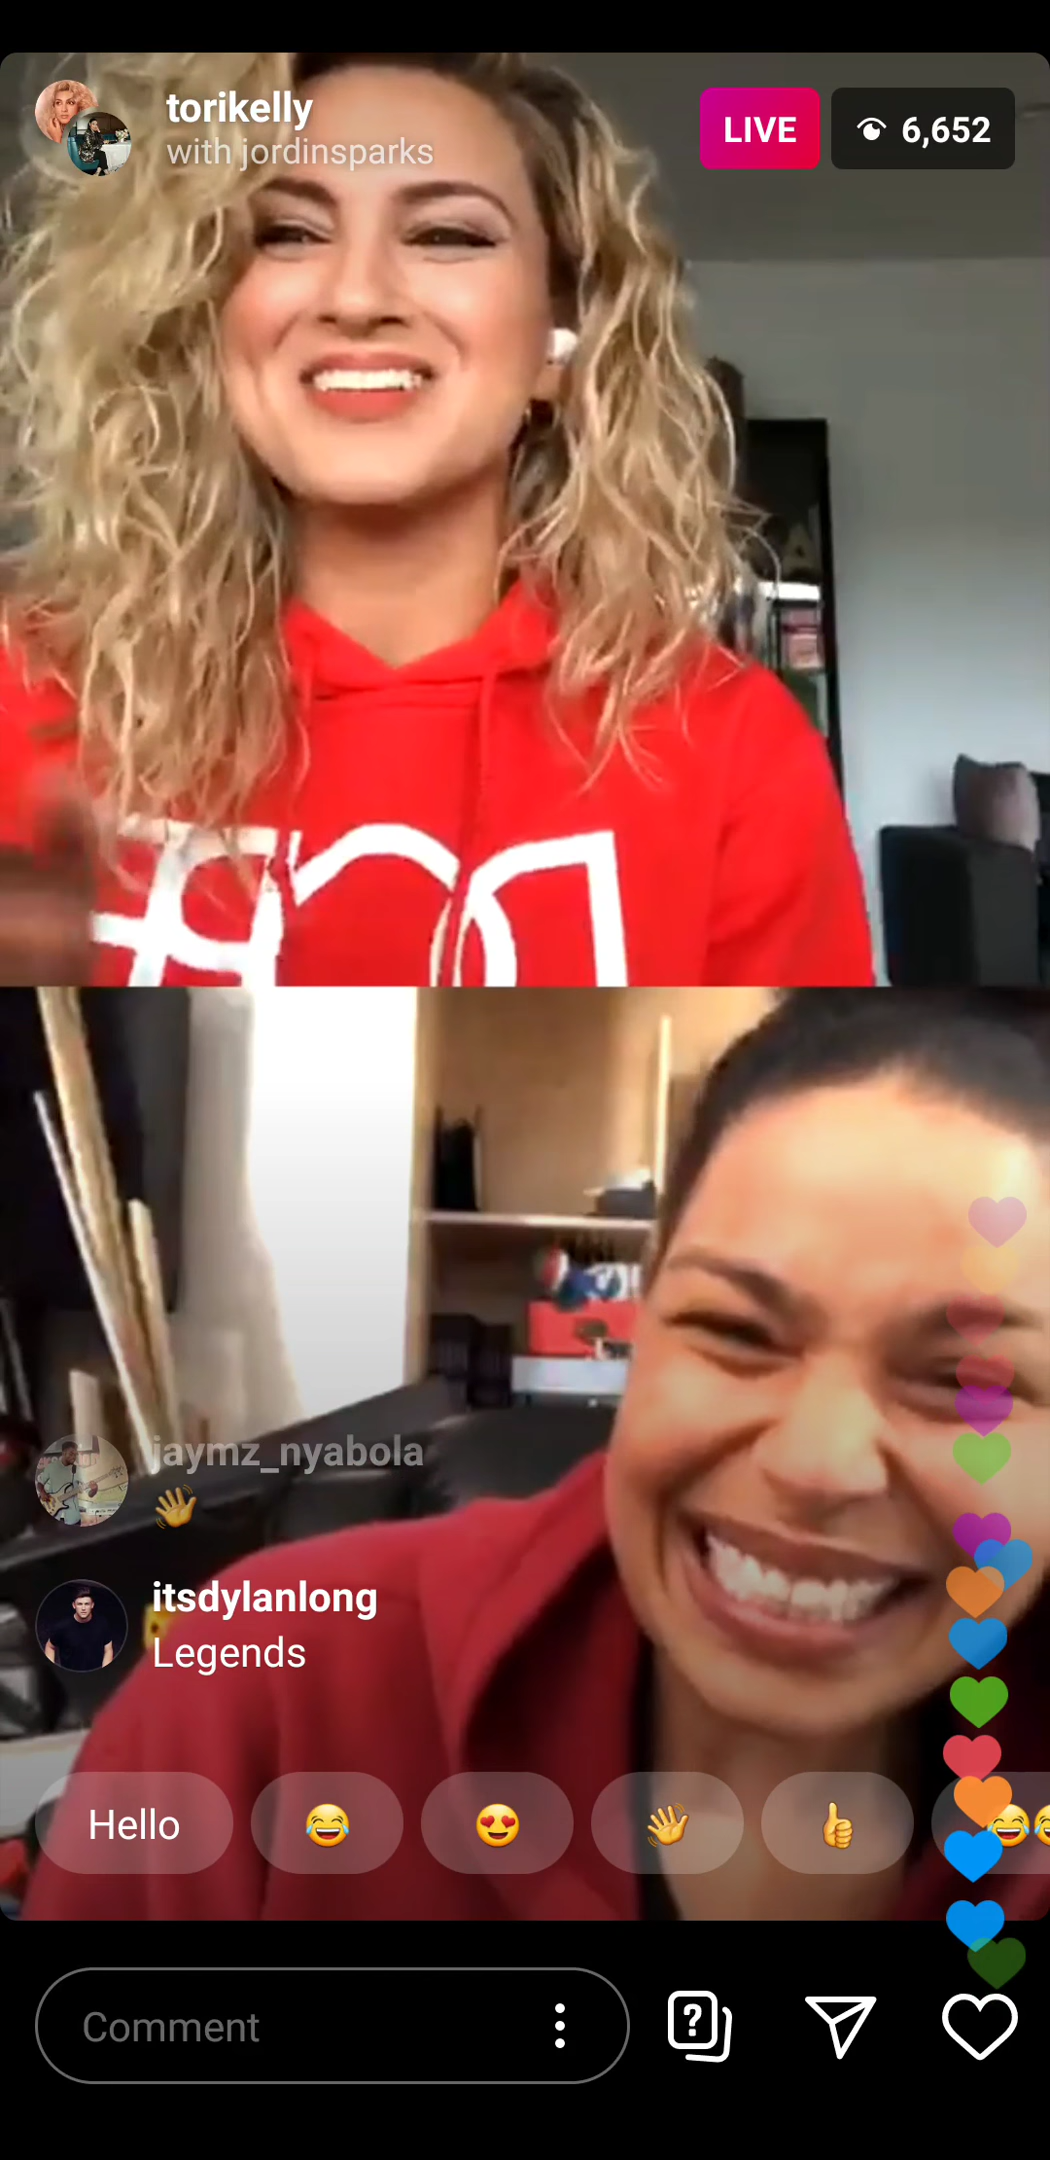 torikelly
with jordinsparks
LIVE
6,652
jaymz_nyabola
👋
itsdylanlong
Legends
Hello 😂 😍 👋 👍 😂
Comment
?